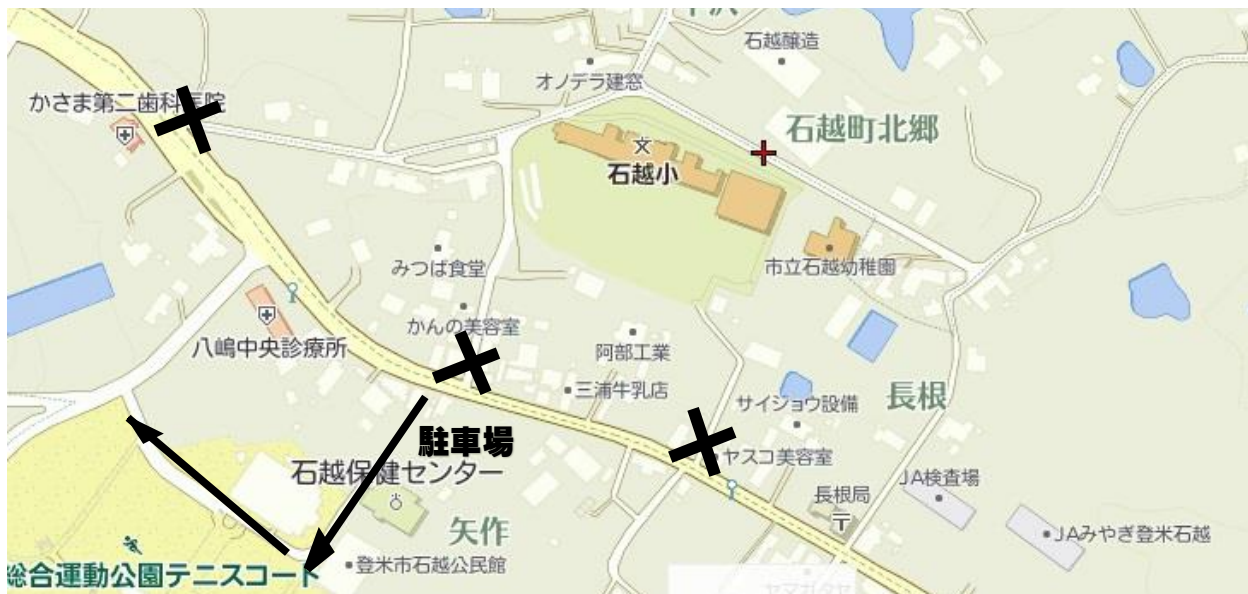 石越醸造
オノデラ建窓
かさま第二歯科医院
石越町北郷
石越小
みつば食堂
市立石越幼稚園
かんの美容室
八嶋中央診療所
阿部工業
三浦牛乳店
サイショウ設備
長根
駐車場
ヤスコ美容室
石越保健センター
JA検査場
長根局
矢作
JAみやぎ登米石越
登米市石越公民館
総合運動公園テニスコート